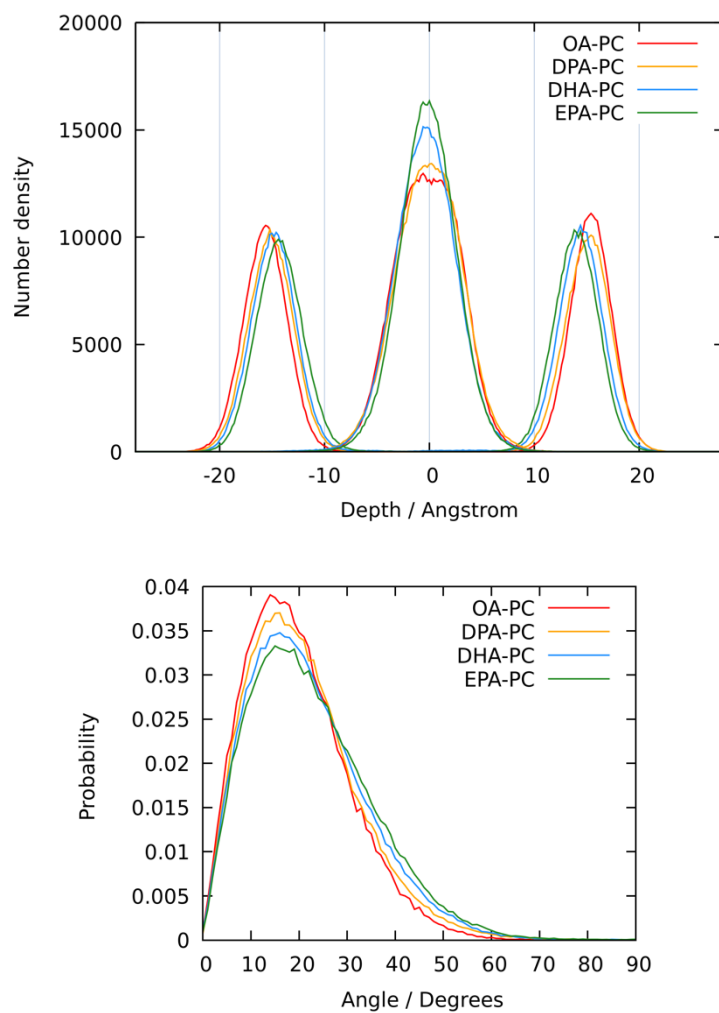 20000
15000
10000
5000
0
Number density
OA-PC
DPA-PC
DHA-PC
EPA-PC
-20 -10 0 10 20
Depth / Angstrom
0.04
0.035
0.03
0.025
0.02
0.015
0.01
0.005
0
Probability
OA-PC
DPA-PC
DHA-PC
EPA-PC
0 10 20 30 40 50 60 70 80 90
Angle / Degrees